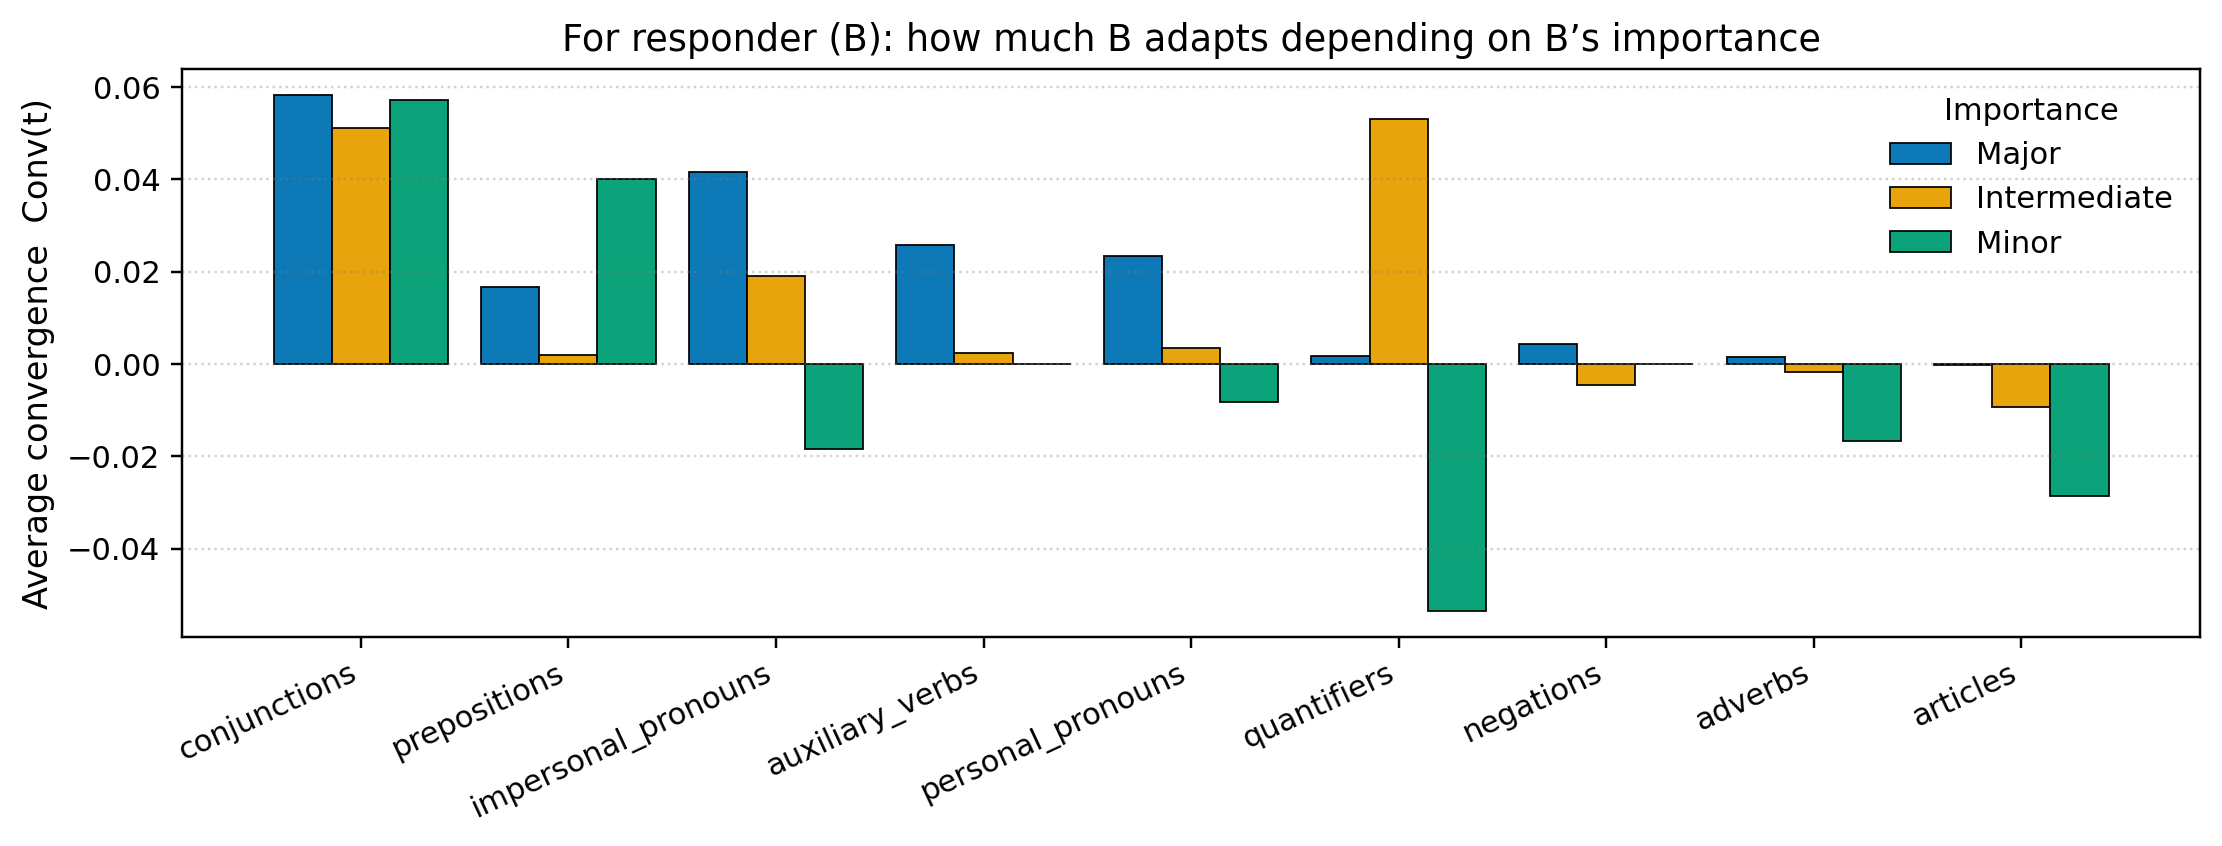 For responder (B): how much B adapts depending on B’s importance
Average convergence  Conv(t)
0.06
0.04
0.02
0.00
−0.02
−0.04
Importance
Major
Intermediate
Minor
conjunctions
prepositions
impersonal_pronouns
auxiliary_verbs
personal_pronouns
quantifiers
negations
adverbs
articles